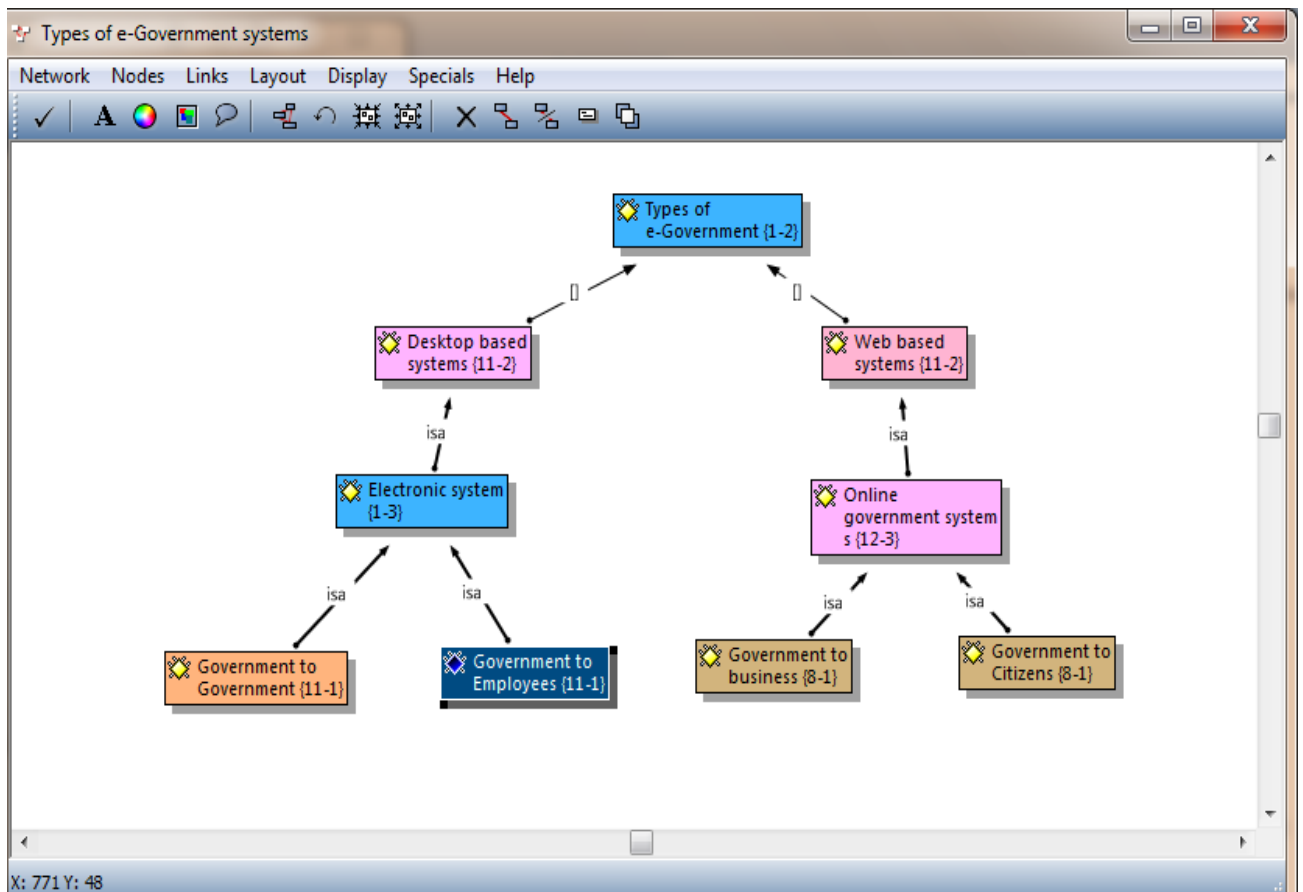 Types of e-Government systems
Network Nodes Links Layout Display Specials Help
A
Types of
e-Government {1-2}
[]
[]
Desktop based
systems {11-2}
Web based
systems {11-2}
isa
isa
Electronic system
{1-3}
Online
government system
s {12-3}
isa
isa
isa
isa
Government to
Government {11-1}
Government to
Employees {11-1}
Government to
business {8-1}
Government to
Citizens {8-1}
X: 771 Y: 48